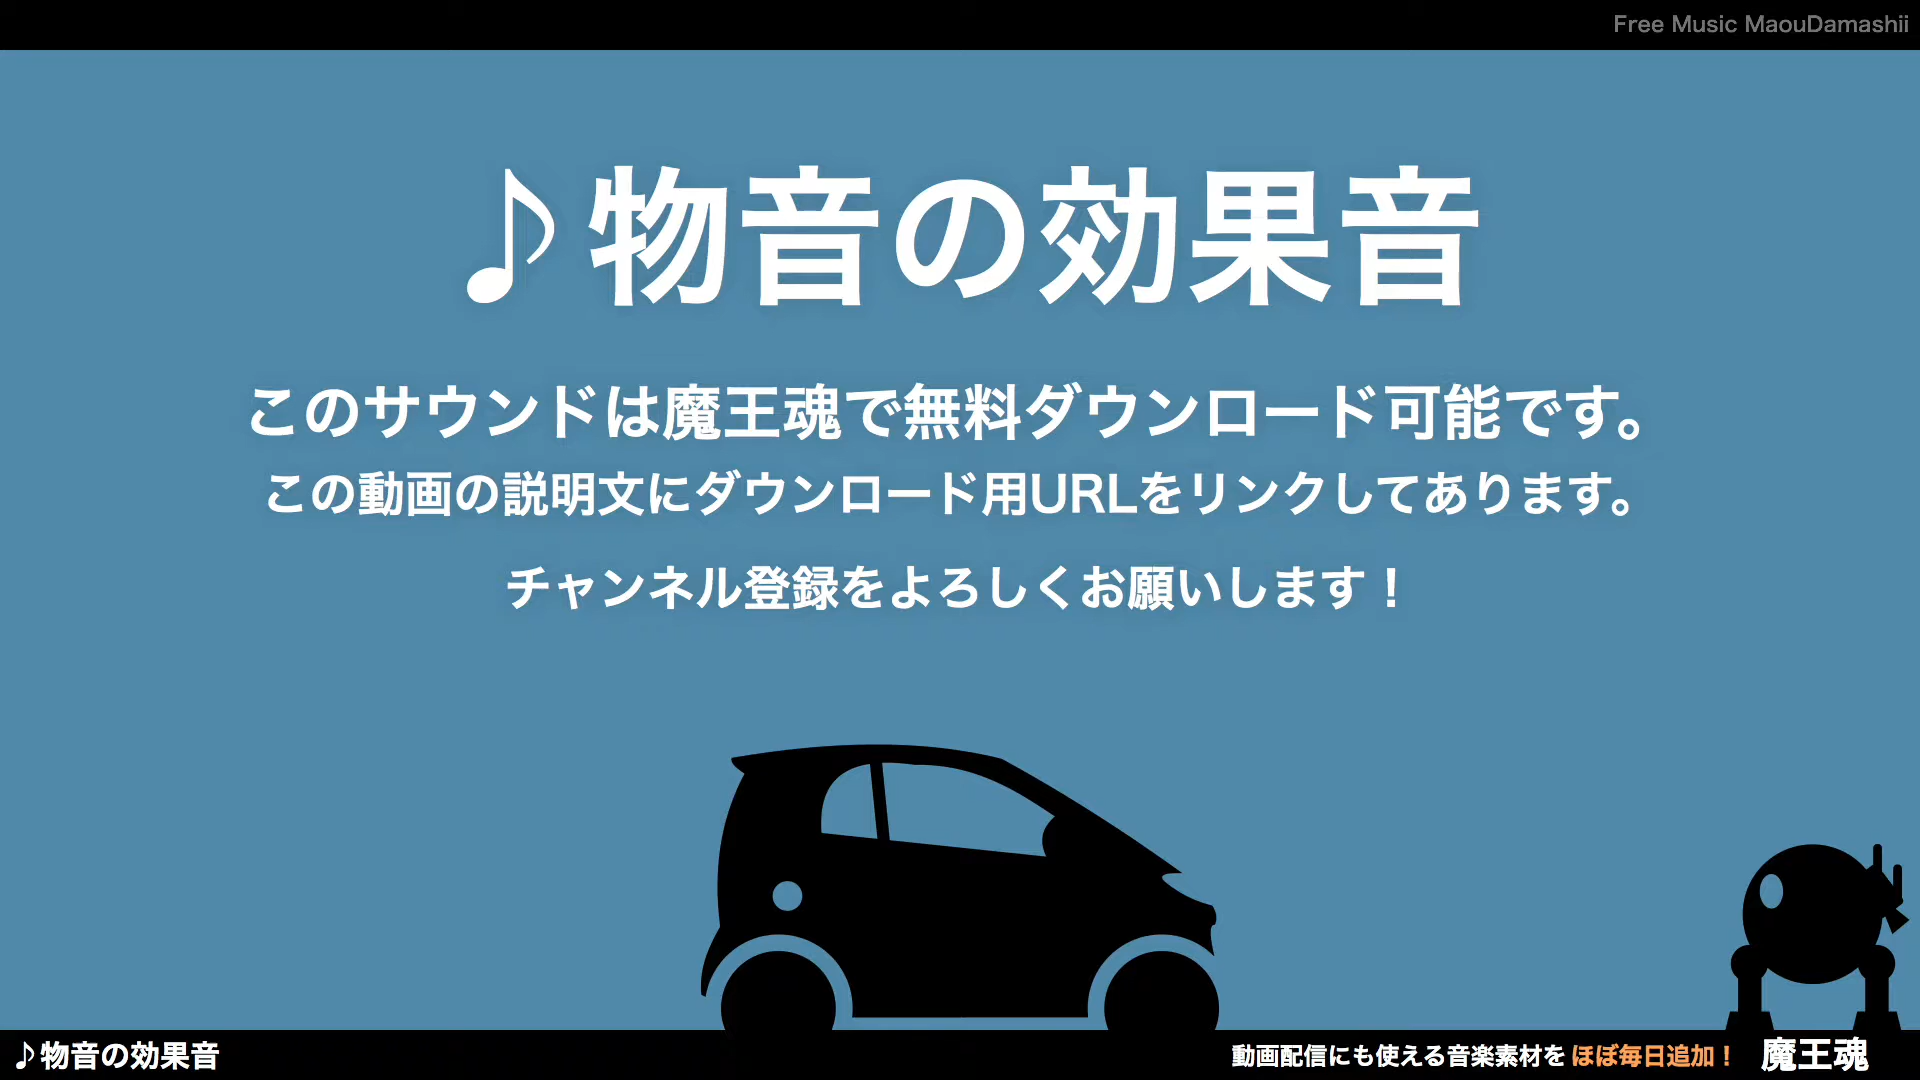 Free Music MaouDamashii
♪物音の効果音
このサウンドは魔王魂で無料ダウンロード可能です。
この動画の説明文にダウンロード用URLをリンクしてあります。
チャンネル登録をよろしくお願いします！
♪物音の効果音
動画配信にも使える音楽素材を ほぼ毎日追加！ 魔王魂